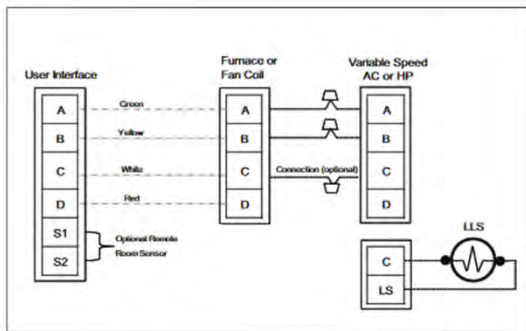 User Interface
Furnace or
Fan Coil
Variable Speed
AC or HP
A
Green
A
A
B
Yellow
B
B
C
White
C
Connection (optional)
C
D
Red
D
D
S1
Optional Remote
Room Sensor
S2
LLS
C
LS